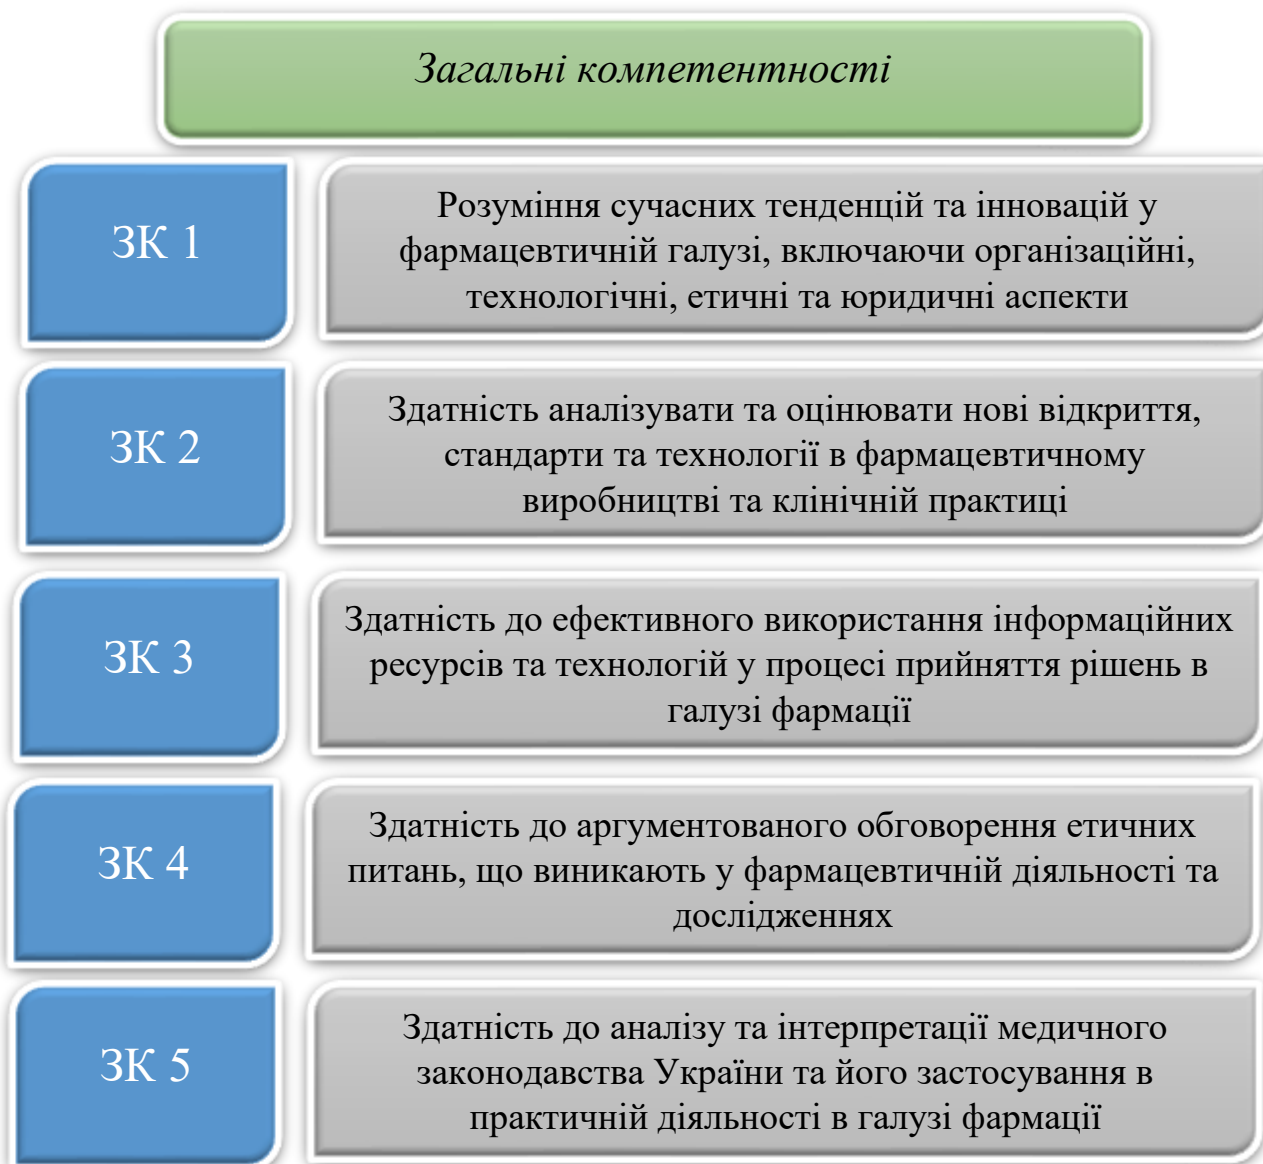 Загальні компетентності
ЗК 1
Розуміння сучасних тенденцій та інновацій у
фармацевтичній галузі, включаючи організаційні,
технологічні, етичні та юридичні аспекти
ЗК 2
Здатність аналізувати та оцінювати нові відкриття,
стандарти та технології в фармацевтичному
виробництві та клінічній практиці
ЗК 3
Здатність до ефективного використання інформаційних
ресурсів та технологій у процесі прийняття рішень в
галузі фармації
ЗК 4
Здатність до аргументованого обговорення етичних
питань, що виникають у фармацевтичній діяльності та
дослідженнях
ЗК 5
Здатність до аналізу та інтерпретації медичного
законодавства України та його застосування в
практичній діяльності в галузі фармації